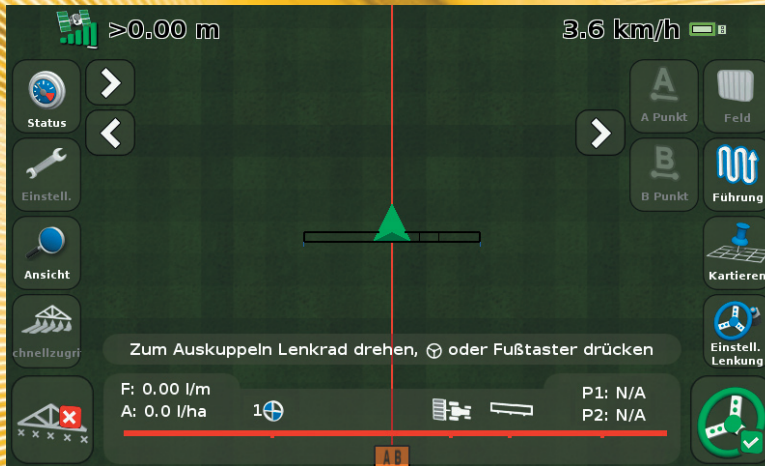 >0.00 m
3.6 km/h
Status
A Punkt
Feld
Einstell.
B Punkt
Führung
Ansicht
Kartieren
chnellzugri
Zum Auskuppeln Lenkrad drehen, oder Fußtaster drücken
Einstell.
Lenkung
F: 0.00 l/m
A: 0.0 l/ha
1
P1: N/A
P2: N/A
A B